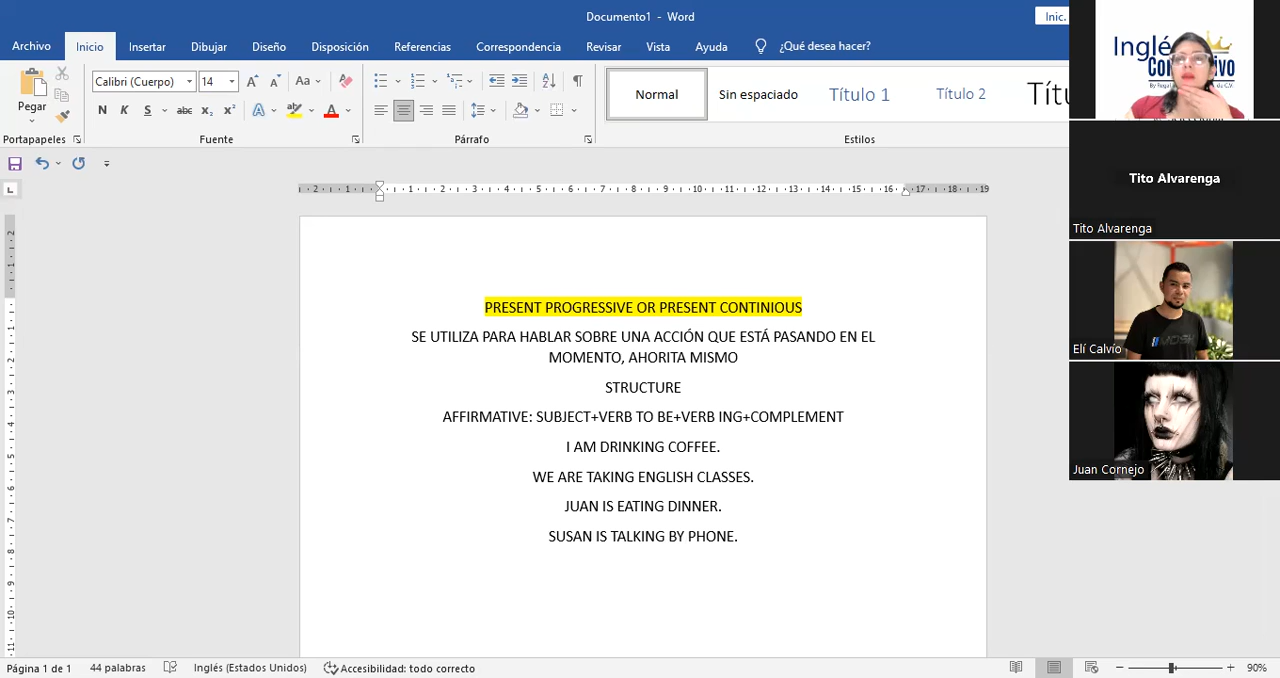 Documento1 - Word
Inic.
Archivo Inicio Insertar Dibujar Diseño Disposición Referencias Correspondencia Revisar Vista Ayuda ¿Qué desea hacer?
Pegar
Calibri (Cuerpo) 14
Normal
Sin espaciado
Título 1
Título 2
Portapapeles Fuente Párrafo Estilos
PRESENT PROGRESSIVE OR PRESENT CONTINIOUS
SE UTILIZA PARA HABLAR SOBRE UNA ACCIÓN QUE ESTÁ PASANDO EN EL
MOMENTO, AHORITA MISMO
STRUCTURE
AFFIRMATIVE: SUBJECT+VERB TO BE+VERB ING+COMPLEMENT
I AM DRINKING COFFEE.
WE ARE TAKING ENGLISH CLASSES.
JUAN IS EATING DINNER.
SUSAN IS TALKING BY PHONE.
Tito Alvarenga
Tito Alvarenga
Elí Calvío
Juan Cornejo
Página 1 de 1 44 palabras Inglés (Estados Unidos) Accesibilidad: todo correcto 90%